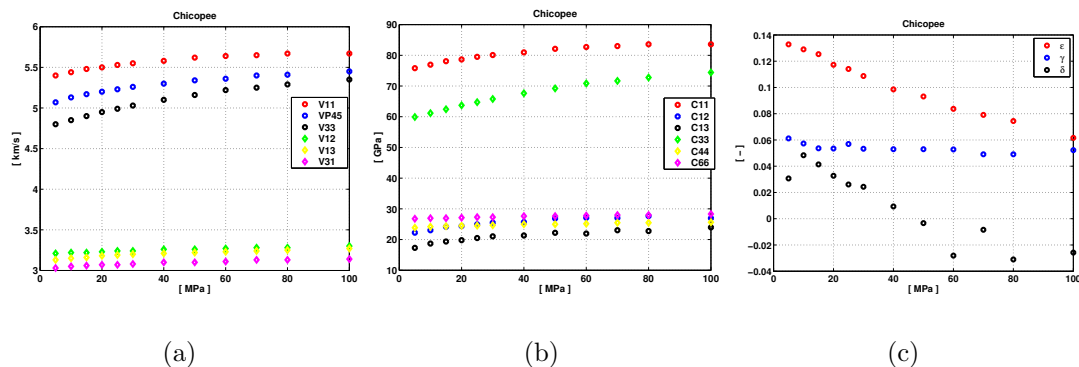 Chicopee
6
5.5
5
4.5
4
3.5
3
[ km/s ]
V11
VP45
V33
V12
V13
V31
0 20 40 60 80 100
[ MPa ]
(a)
Chicopee
90
80
70
60
50
40
30
20
10
[GPa]
C11
C12
C13
C33
C44
C66
0 20 40 60 80 100
[ MPa ]
(b)
Chicopee
0.14
0.12
0.1
0.08
0.06
0.04
0.02
0
−0.02
−0.04
[ − ]
ε
γ
δ
0 20 40 60 80 100
[ MPa ]
(c)